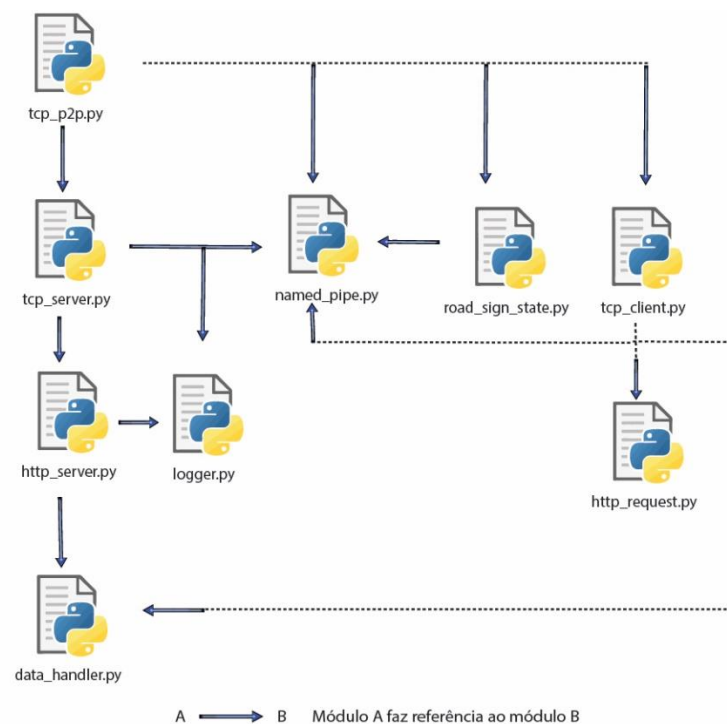 tcp_p2p.py
tcp_server.py
named_pipe.py
road_sign_state.py
tcp_client.py
http_server.py
logger.py
http_request.py
data_handler.py
A B Módulo A faz referência ao módulo B